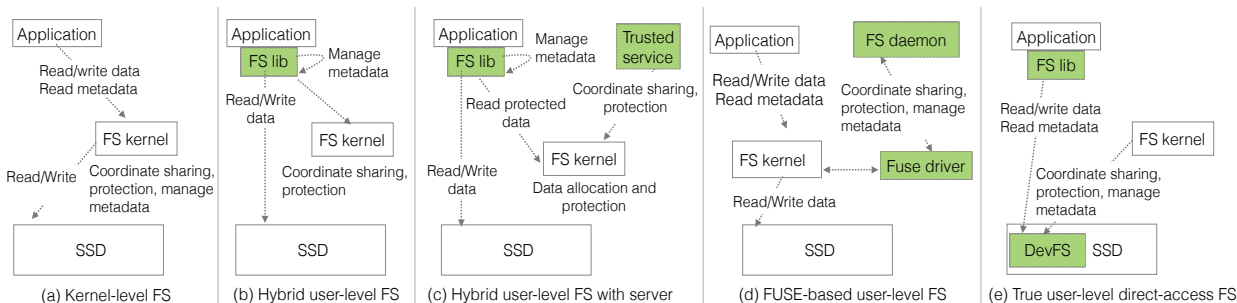 Application
Read/write data
Read metadata
FS kernel
Read/Write
Coordinate sharing,
protection, manage
metadata
SSD
(a) Kernel-level FS
Application
FS lib
Manage
metadata
Read/Write
data
FS kernel
Coordinate sharing,
protection
SSD
(b) Hybrid user-level FS
Application
FS lib
Manage
metadata
Trusted
service
Read protected
data
Coordinate sharing,
protection
FS kernel
Read/Write
data
Data allocation and
protection
SSD
(c) Hybrid user-level FS with server
Application
FS daemon
Read/Write data
Read metadata
Coordinate sharing,
protection, manage
metadata
FS kernel
Fuse driver
Read/Write data
SSD
(d) FUSE-based user-level FS
Application
FS lib
Read/write data
Read metadata
FS kernel
Coordinate sharing,
protection, manage
metadata
DevFS
SSD
(e) True user-level direct-access FS